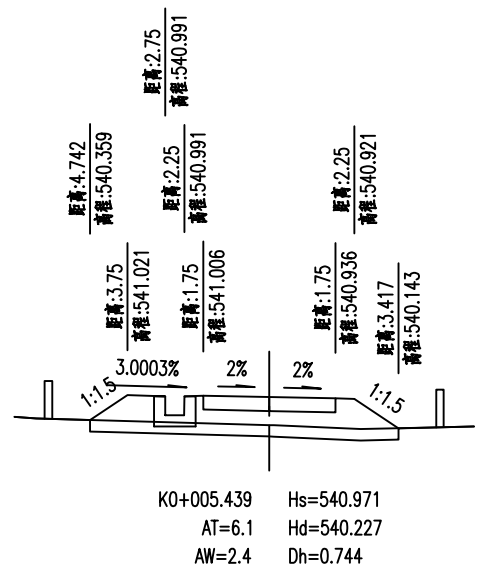 距离:2.75
高程:540.991
距离:4.742
高程:540.359
距离:2.25
高程:540.991
距离:2.25
高程:540.921
距离:3.75
高程:541.021
距离:1.75
高程:541.006
距离:1.75
高程:540.936
距离:3.417
高程:540.143
1:1.5
3.0003%
2%
2%
1:1.5
K0+005.439
Hs=540.971
AT=6.1
Hd=540.227
AW=2.4
Dh=0.744